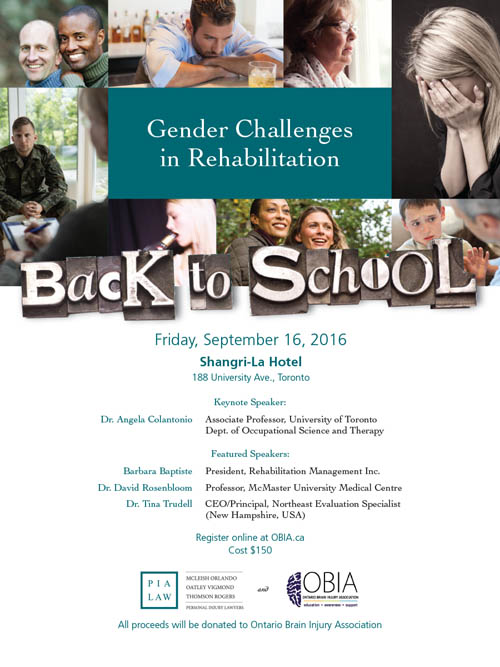 Gender Challenges
in Rehabilitation
BacK to SCHoOL
Friday, September 16, 2016
Shangri-La Hotel
188 University Ave., Toronto
Keynote Speaker:
Dr. Angela Colantonio Associate Professor, University of Toronto
Dept. of Occupational Science and Therapy
Featured Speakers:
Barbara Baptiste President, Rehabilitation Management Inc.
Dr. David Rosenbloom Professor, McMaster University Medical Centre
Dr. Tina Trudell CEO/Principal, Northeast Evaluation Specialist
(New Hampshire, USA)
Register online at OBIA.ca
Cost $150
PIA
LAW
MCLEISH ORLANDO
OATLEY VIGMOND
THOMSON ROGERS
PERSONAL INJURY LAWYERS
and
OBIA
ONTARIO BRAIN INJURY ASSOCIATION
education • awareness • support
All proceeds will be donated to Ontario Brain Injury Association